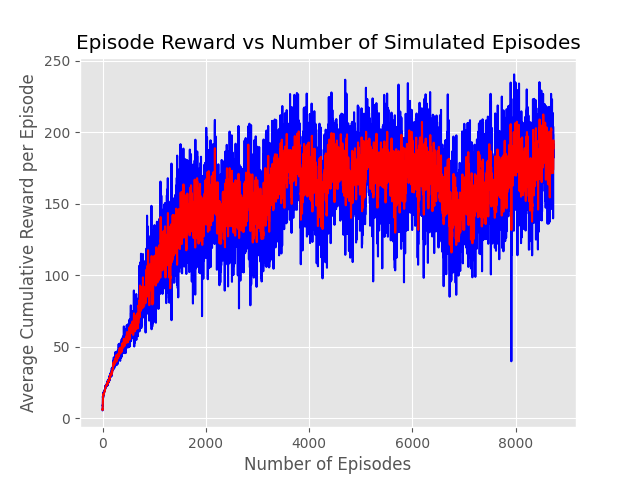 Episode Reward vs Number of Simulated Episodes
Average Cumulative Reward per Episode
250
200
150
100
50
0
0 2000 4000 6000 8000
Number of Episodes